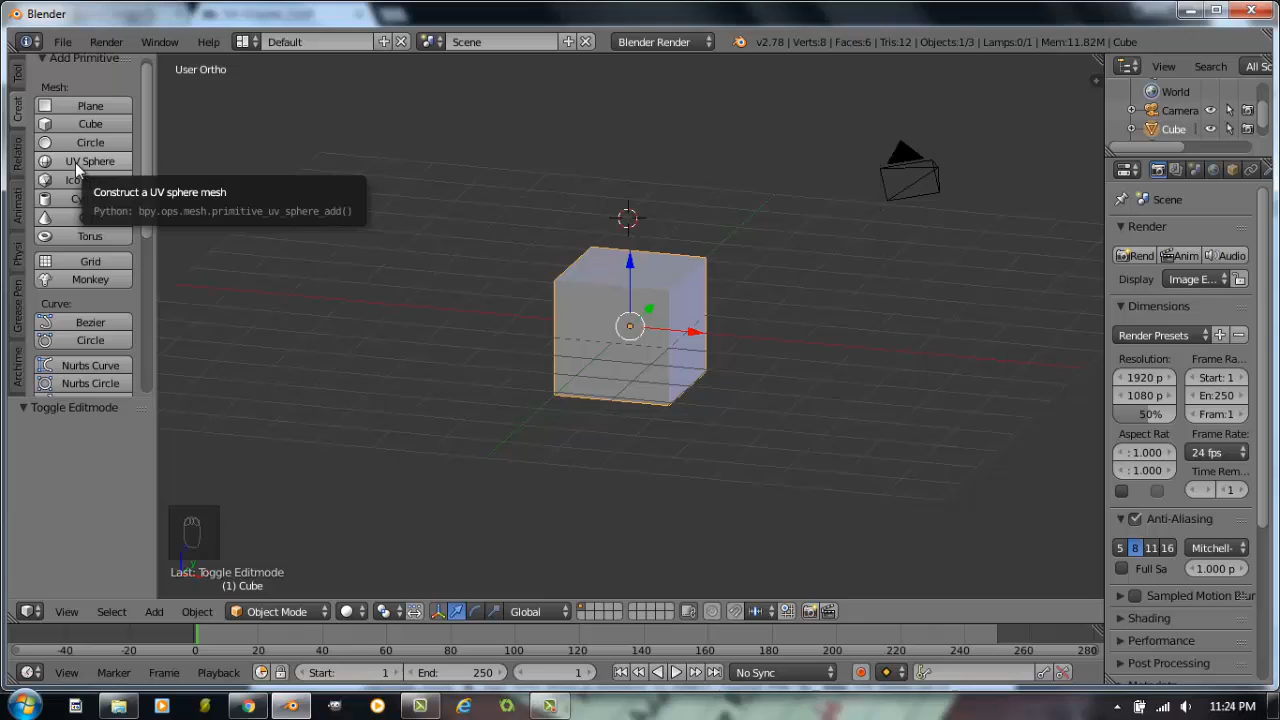 Blender
File Render Window Help Default Scene Blender Render v2.78 | Verts:8 | Faces:6 | Tris:12 | Objects:1/3 | Lamps:0/1 | Mem:11.82M | Cube
Add Primitive
Mesh:
Plane
Cube
Circle
UV Sphere
Construct a UV sphere mesh
Python: bpy.ops.mesh.primitive_uv_sphere_add()
Torus
Grid
Monkey
Curve:
Bezier
Circle
Nurbs Curve
Nurbs Circle
Toggle Editmode
Tool
Creat
Relatio
Animati
Physi
Grease Pen
Archime
User Ortho
Last: Toggle Editmode
(1) Cube
View Select Add Object Object Mode Global
-40 -20 0 20 40 60 80 100 120 140 160 180 200 220 240 260 280
View Marker Frame Playback Start: 1 End: 250 1 No Sync
View Search All Sc
World
Camera
Cube
Scene
Render
Rend Anim Audio
Display Image E...
Dimensions
Render Presets
Resolution: Frame Ra...
1920 p Start: 1
1080 p En:250
50% Fram:1
Aspect Rat Frame Rate:
: 1.000 24 fps
: 1.000 Time Rem...
1
Anti-Aliasing
5 8 11 16 Mitchell-
Full Sa 1.000 p
Sampled Motion Blur
Shading
Performance
Post Processing
11:24 PM